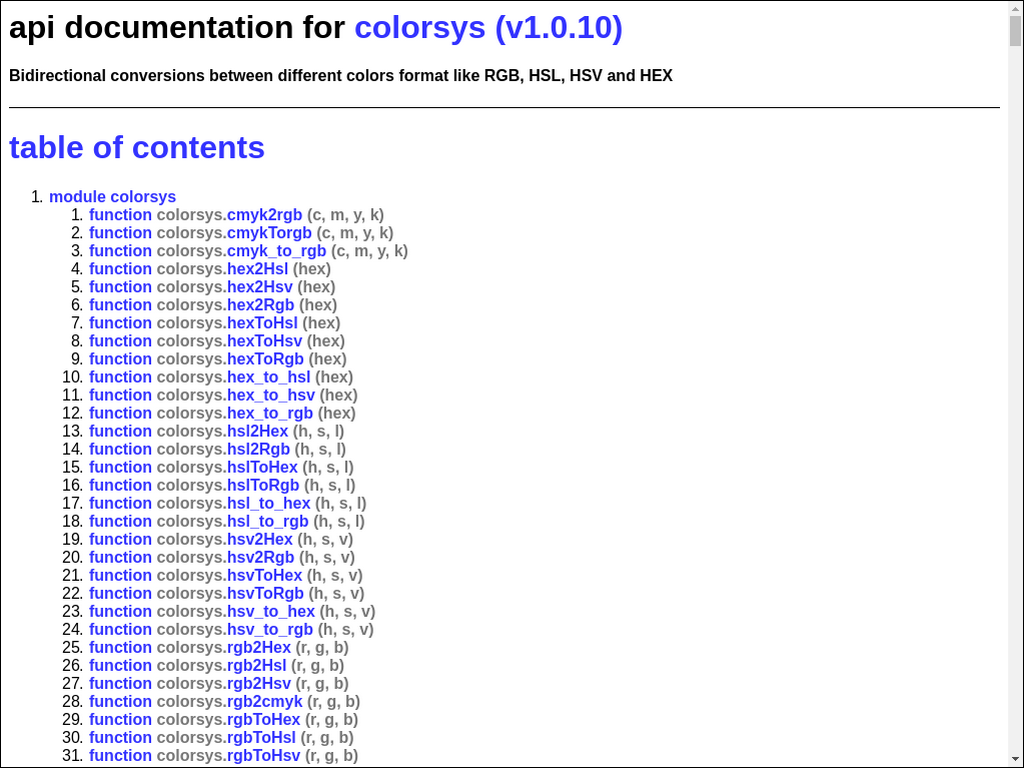 api documentation for colorsys (v1.0.10)
Bidirectional conversions between different colors format like RGB, HSL, HSV and HEX
table of contents
1. module colorsys
1. function colorsys.cmyk2rgb (c, m, y, k)
2. function colorsys.cmykTorgb (c, m, y, k)
3. function colorsys.cmyk_to_rgb (c, m, y, k)
4. function colorsys.hex2Hsl (hex)
5. function colorsys.hex2Hsv (hex)
6. function colorsys.hex2Rgb (hex)
7. function colorsys.hexToHsl (hex)
8. function colorsys.hexToHsv (hex)
9. function colorsys.hexToRgb (hex)
10. function colorsys.hex_to_hsl (hex)
11. function colorsys.hex_to_hsv (hex)
12. function colorsys.hex_to_rgb (hex)
13. function colorsys.hsl2Hex (h, s, l)
14. function colorsys.hsl2Rgb (h, s, l)
15. function colorsys.hslToHex (h, s, l)
16. function colorsys.hslToRgb (h, s, l)
17. function colorsys.hsl_to_hex (h, s, l)
18. function colorsys.hsl_to_rgb (h, s, l)
19. function colorsys.hsv2Hex (h, s, v)
20. function colorsys.hsv2Rgb (h, s, v)
21. function colorsys.hsvToHex (h, s, v)
22. function colorsys.hsvToRgb (h, s, v)
23. function colorsys.hsv_to_hex (h, s, v)
24. function colorsys.hsv_to_rgb (h, s, v)
25. function colorsys.rgb2Hex (r, g, b)
26. function colorsys.rgb2Hsl (r, g, b)
27. function colorsys.rgb2Hsv (r, g, b)
28. function colorsys.rgb2cmyk (r, g, b)
29. function colorsys.rgbToHex (r, g, b)
30. function colorsys.rgbToHsl (r, g, b)
31. function colorsys.rgbToHsv (r, g, b)